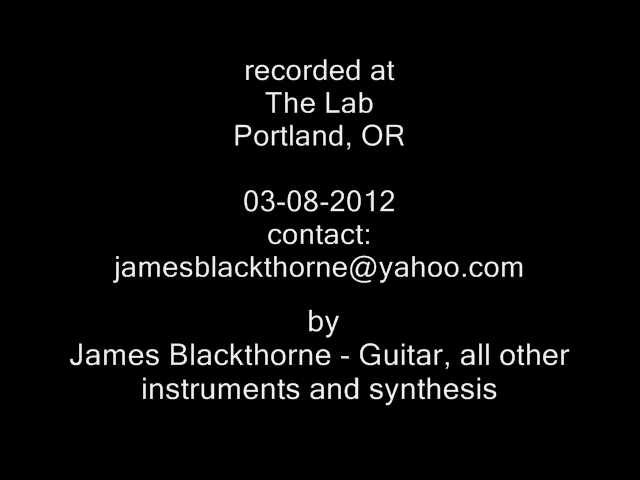 recorded at
The Lab
Portland, OR
03-08-2012
contact:
jamesblackthorne@yahoo.com
by
James Blackthorne - Guitar, all other
instruments and synthesis